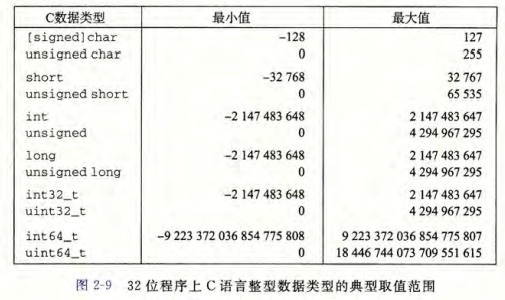 C数据类型 最小值 最大值
[signed]char -128 127
unsigned char 0 255
short -32 768 32 767
unsigned short 0 65 535
int -2 147 483 648 2 147 483 647
unsigned 0 4 294 967 295
long -2 147 483 648 2 147 483 647
unsigned long 0 4 294 967 295
int32_t -2 147 483 648 2 147 483 647
uint32_t 0 4 294 967 295
int64_t -9 223 372 036 854 775 808 9 223 372 036 854 775 807
uint64_t 0 18 446 744 073 709 551 615
图 2-9 32 位程序上 C 语言整型数据类型的典型取值范围